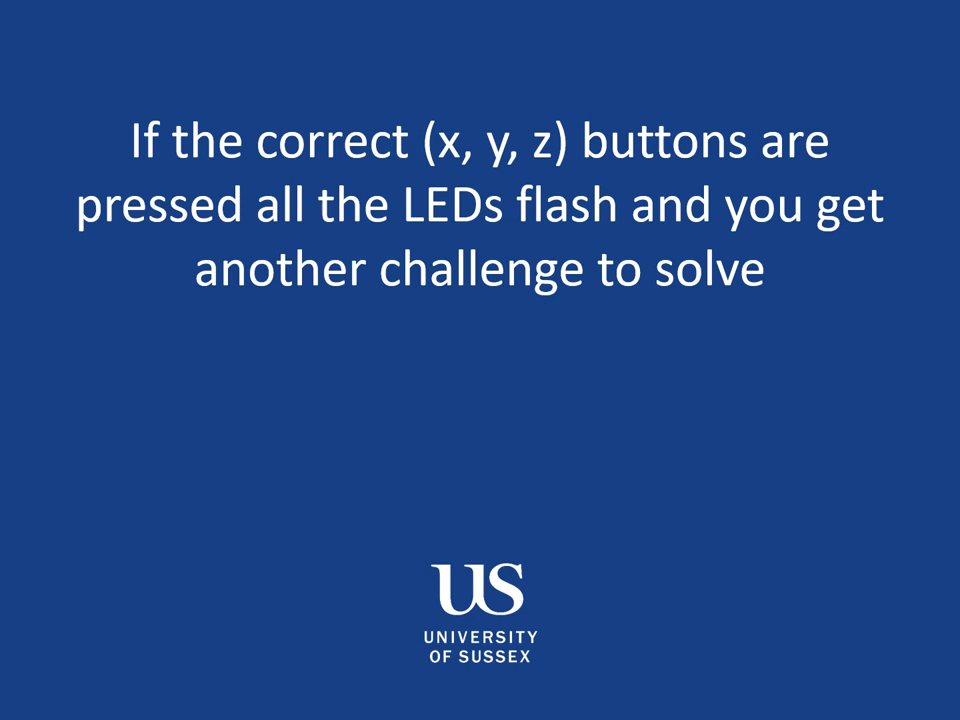 If the correct (x, y, z) buttons are
pressed all the LEDs flash and you get
another challenge to solve
US
UNIVERSITY
OF SUSSEX